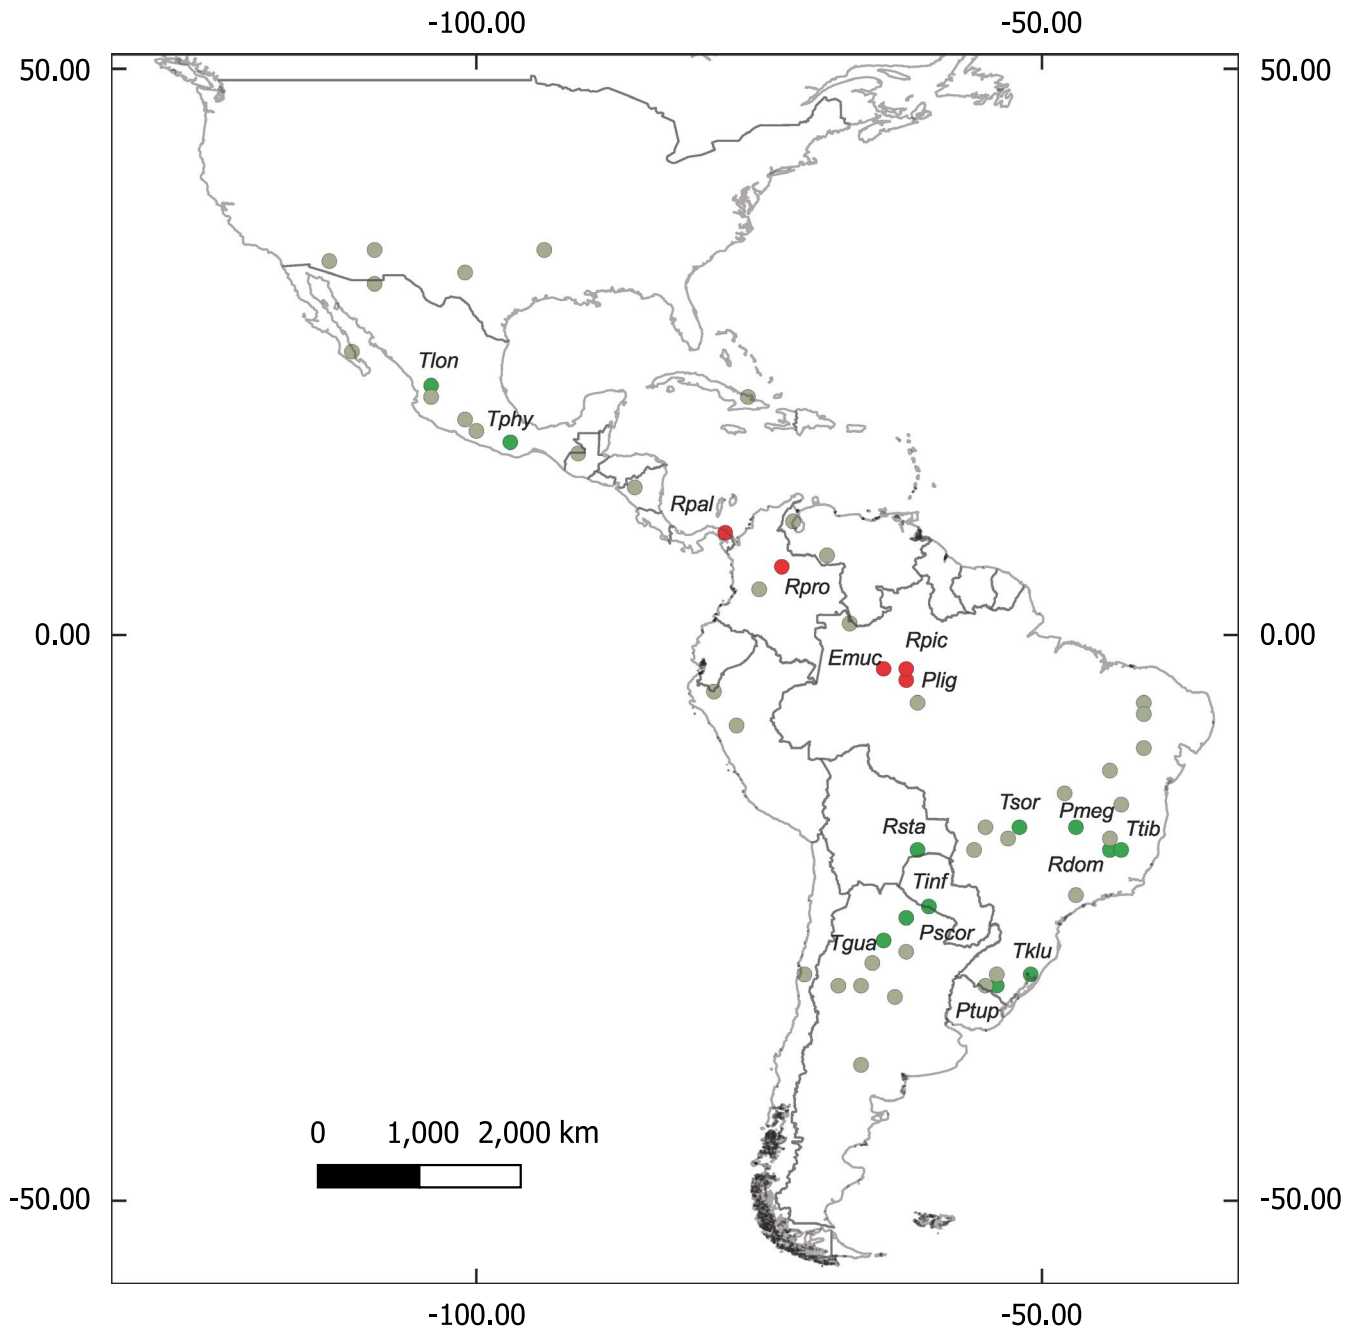 -100.00 -50.00
50.00 50.00
Tlon
Tphy
Rpal
Rpro
0.00 0.00
Rpic
Emuc
Plig
Tsor
Pmeg
Rsta
Ttib
Rdom
Tinf
Pscor
Tgua
Tklu
Ptup
0 1,000 2,000 km
-50.00 -50.00
-100.00 -50.00